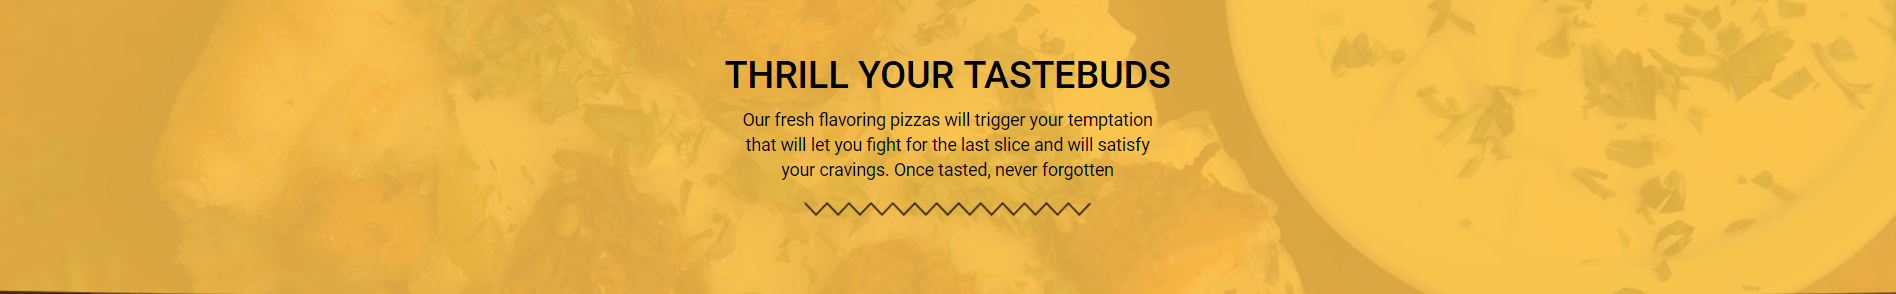 THRILL YOUR TASTEBUDS
Our fresh flavoring pizzas will trigger your temptation
that will let you fight for the last slice and will satisfy
your cravings. Once tasted, never forgotten